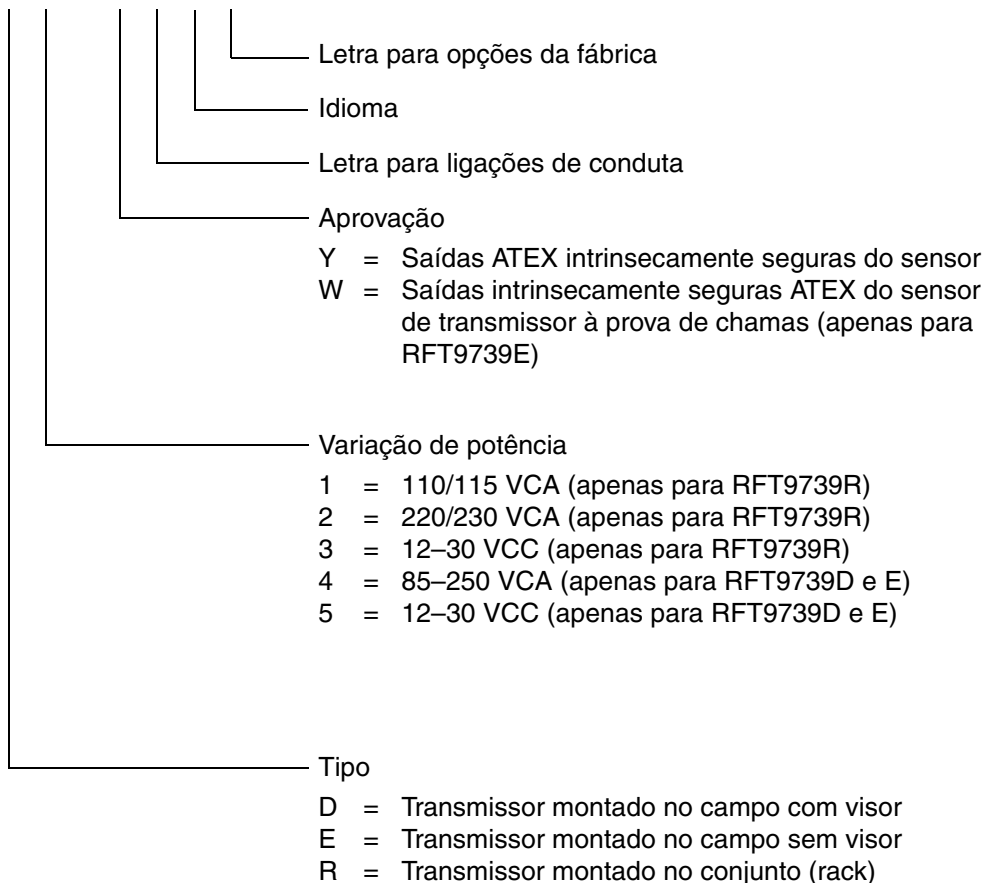 Letra para opções da fábrica
Idioma
Letra para ligações de conduta
Aprovação
Y = Saídas ATEX intrinsecamente seguras do sensor
W = Saídas intrinsecamente seguras ATEX do sensor
de transmissor à prova de chamas (apenas para
RFT9739E)
Variação de potência
1 = 110/115 VCA (apenas para RFT9739R)
2 = 220/230 VCA (apenas para RFT9739R)
3 = 12–30 VCC (apenas para RFT9739R)
4 = 85–250 VCA (apenas para RFT9739D e E)
5 = 12–30 VCC (apenas para RFT9739D e E)
Tipo
D = Transmissor montado no campo com visor
E = Transmissor montado no campo sem visor
R = Transmissor montado no conjunto (rack)